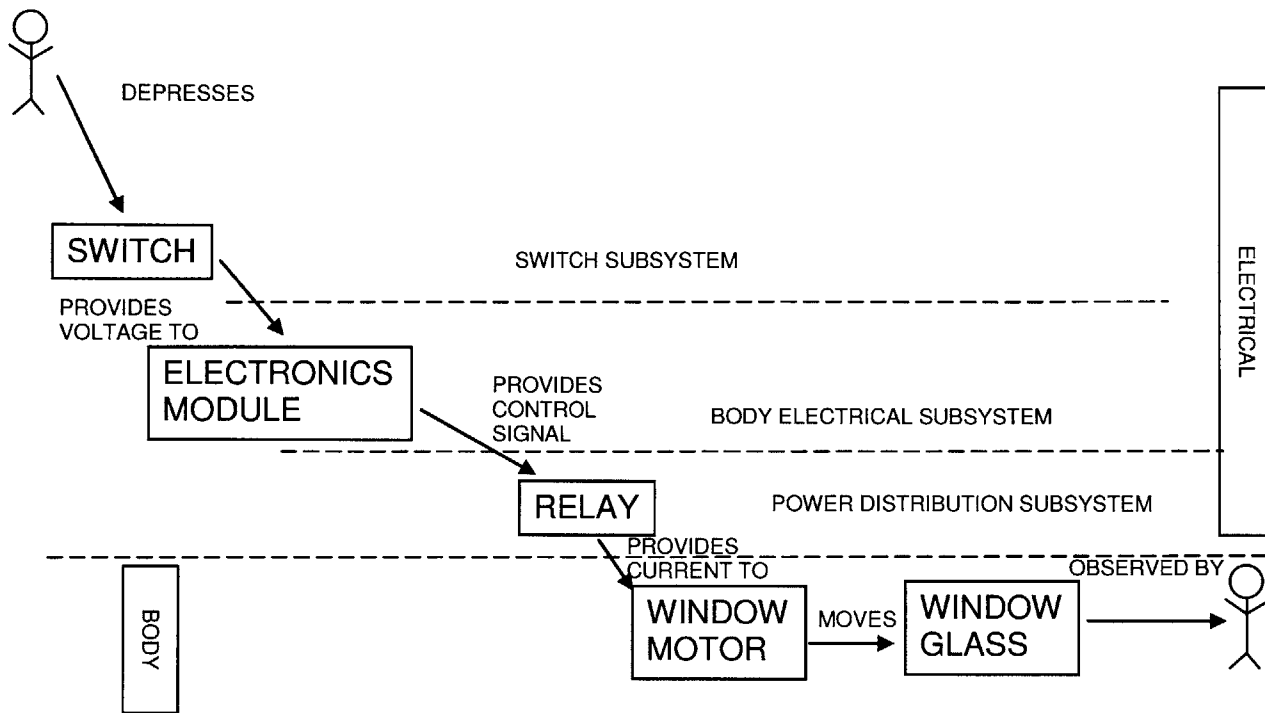 DEPRESSES
SWITCH
SWITCH SUBSYSTEM
ELECTRICAL
PROVIDES
VOLTAGE TO
ELECTRONICS
MODULE
PROVIDES
CONTROL
SIGNAL
BODY ELECTRICAL SUBSYSTEM
RELAY
POWER DISTRIBUTION SUBSYSTEM
PROVIDES
CURRENT TO
OBSERVED BY
BODY
WINDOW
MOTOR
MOVES
WINDOW
GLASS